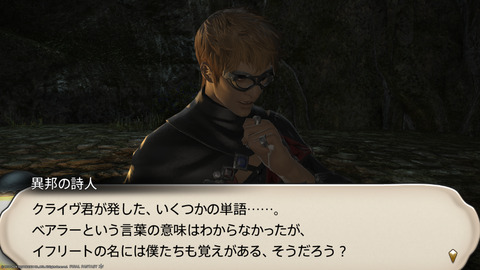 異邦の詩人
クライヴ君が発した、いくつかの単語……。
ベアラーという言葉の意味はわからなかったが、
イフリートの名には僕たちも覚えがある、そうだろう？
FINAL FANTASY XIV